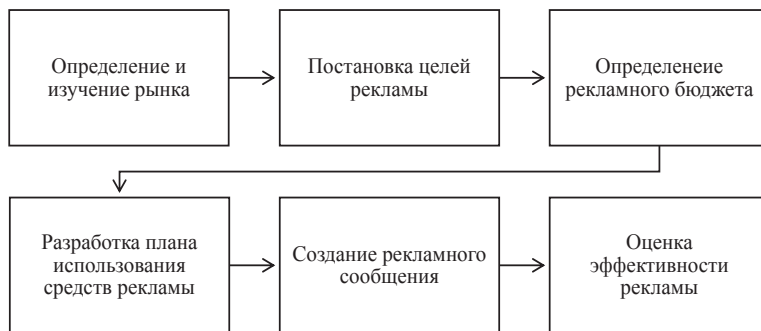 Определение и
изучение рынка
Постановка целей
рекламы
Определенеие
рекламного бюджета
Разработка плана
использования
средств рекламы
Создание рекламного
сообщения
Оценка
эффективности
рекламы